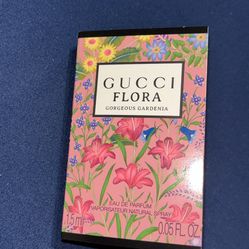 GUCCI
FLORA
GORGEOUS GARDENIA
EAU DE PARFUM
VAPORISATEUR NATURAL SPRAY
1.5 ml 0.05 FL. OZ